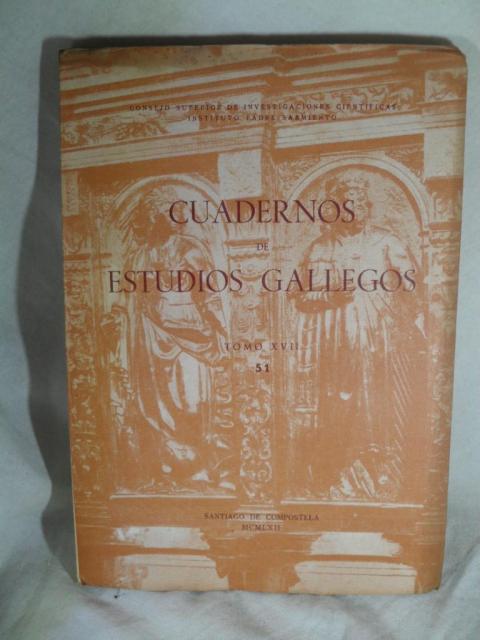 CONSEJO SUPERIOR DE INVESTIGACIONES CIENTIFICAS
INSTITUTO PADRE SARMIENTO
CUADERNOS
DE
ESTUDIOS GALLEGOS
TOMO XVII
51
SANTIAGO DE COMPOSTELA
MCMLXII